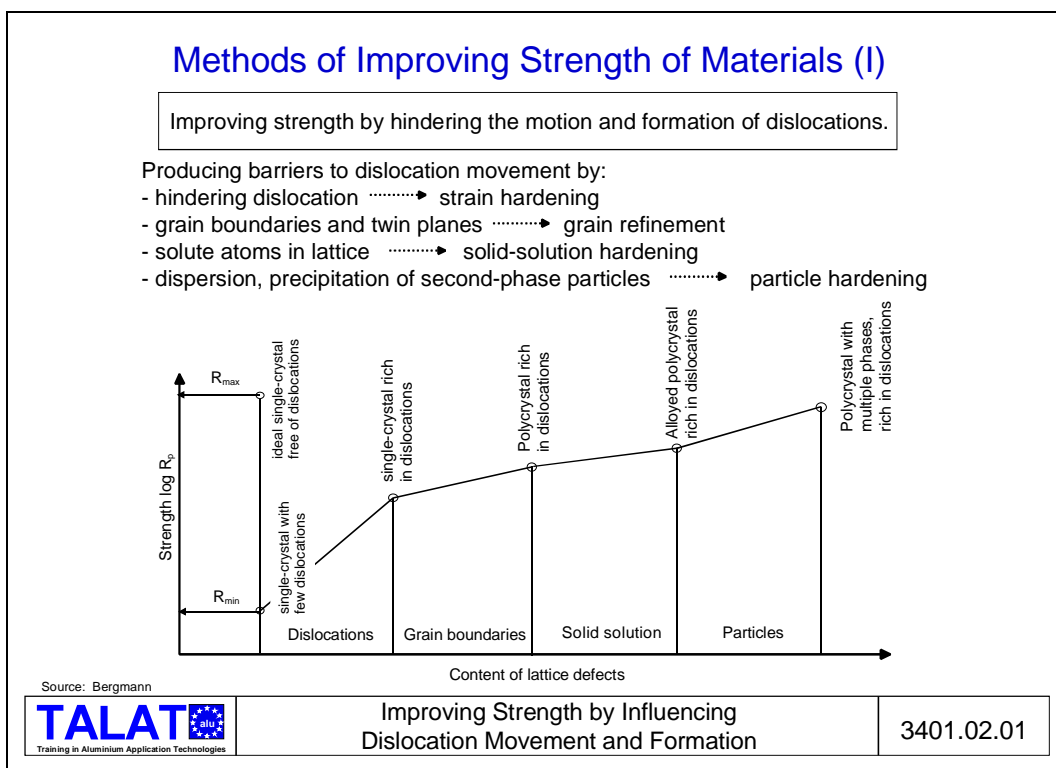 Methods of Improving Strength of Materials (I)
Improving strength by hindering the motion and formation of dislocations.
Producing barriers to dislocation movement by:
- hindering dislocation strain hardening
- grain boundaries and twin planes grain refinement
- solute atoms in lattice solid-solution hardening
- dispersion, precipitation of second-phase particles particle hardening
Strength log Rp
Rmax
Rmin
ideal single-crystal
free of dislocations
single-crystal with
few dislocations
single-crystal rich
in dislocations
Polycrystal rich
in dislocations
Alloyed polycrystal
rich in dislocations
Polycrystal with
multiple phases,
rich in dislocations
Dislocations
Grain boundaries
Solid solution
Particles
Content of lattice defects
Source: Bergmann
TALAT
alu
Training in Aluminium Application Technologies
Improving Strength by Influencing
Dislocation Movement and Formation
3401.02.01